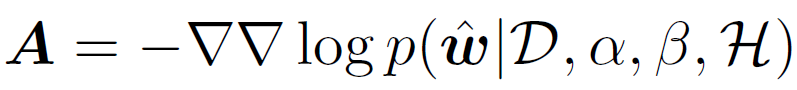 A = −∇∇ log p(ŵ|𝒟, α, β, ℋ)